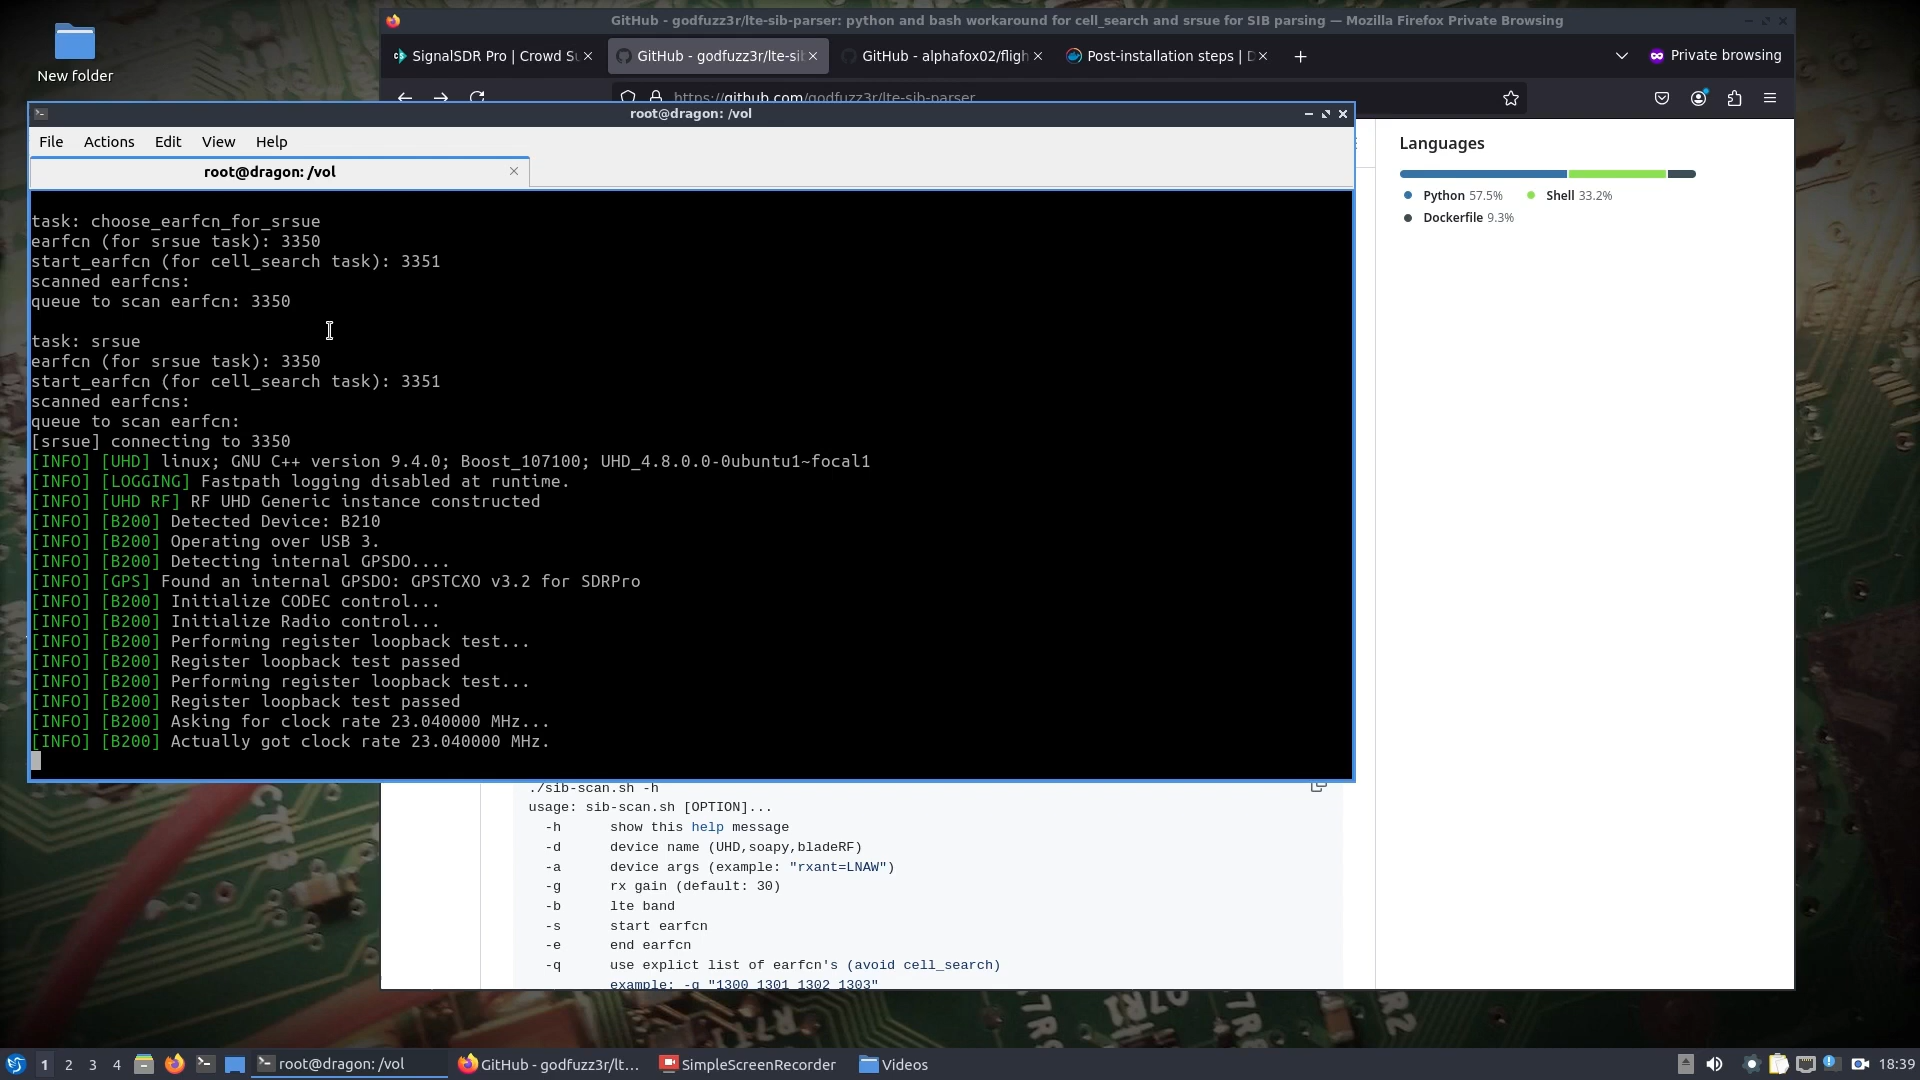 New folder
GitHub - godfuzz3r/lte-sib-parser: python and bash workaround for cell_search and srsue for SIB parsing — Mozilla Firefox Private Browsing
SignalSDR Pro | Crowd Su
GitHub - godfuzz3r/lte-sib
GitHub - alphafox02/fligh
Post-installation steps | D
Private browsing
https://github.com/godfuzz3r/lte-sib-parser
root@dragon: /vol
File Actions Edit View Help
root@dragon: /vol
task: choose_earfcn_for_srsue
earfcn (for srsue task): 3350
start_earfcn (for cell_search task): 3351
scanned earfcns:
queue to scan earfcn: 3350
task: srsue
earfcn (for srsue task): 3350
start_earfcn (for cell_search task): 3351
scanned earfcns:
queue to scan earfcn:
[srsue] connecting to 3350
[INFO] [UHD] linux; GNU C++ version 9.4.0; Boost_107100; UHD_4.8.0.0-0ubuntu1~focal1
[INFO] [LOGGING] Fastpath logging disabled at runtime.
[INFO] [UHD RF] RF UHD Generic instance constructed
[INFO] [B200] Detected Device: B210
[INFO] [B200] Operating over USB 3.
[INFO] [B200] Detecting internal GPSDO....
[INFO] [GPS] Found an internal GPSDO: GPSTCXO v3.2 for SDRPro
[INFO] [B200] Initialize CODEC control...
[INFO] [B200] Initialize Radio control...
[INFO] [B200] Performing register loopback test...
[INFO] [B200] Register loopback test passed
[INFO] [B200] Performing register loopback test...
[INFO] [B200] Register loopback test passed
[INFO] [B200] Asking for clock rate 23.040000 MHz...
[INFO] [B200] Actually got clock rate 23.040000 MHz.
Languages
Python 57.5% Shell 33.2%
Dockerfile 9.3%
./sib-scan.sh -h
usage: sib-scan.sh [OPTION]...
-h show this help message
-d device name (UHD,soapy,bladeRF)
-a device args (example: "rxant=LNAW")
-g rx gain (default: 30)
-b lte band
-s start earfcn
-e end earfcn
-q use explict list of earfcn's (avoid cell_search)
example: -q "1300 1301 1302 1303"
1 2 3 4 root@dragon: /vol GitHub - godfuzz3r/lt... SimpleScreenRecorder Videos 18:39